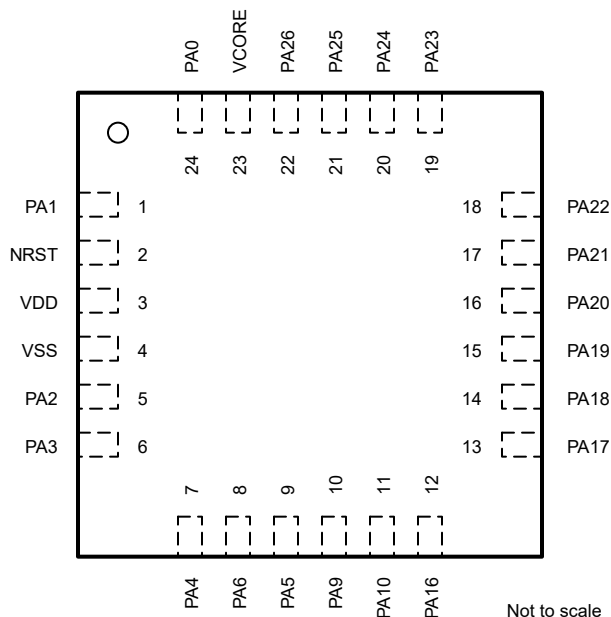 PA0 VCORE PA26 PA25 PA24 PA23
24 23 22 21 20 19
PA1 1 18 PA22
NRST 2 17 PA21
VDD 3 16 PA20
VSS 4 15 PA19
PA2 5 14 PA18
PA3 6 13 PA17
7 8 9 10 11 12
PA4 PA6 PA5 PA9 PA10 PA16
Not to scale